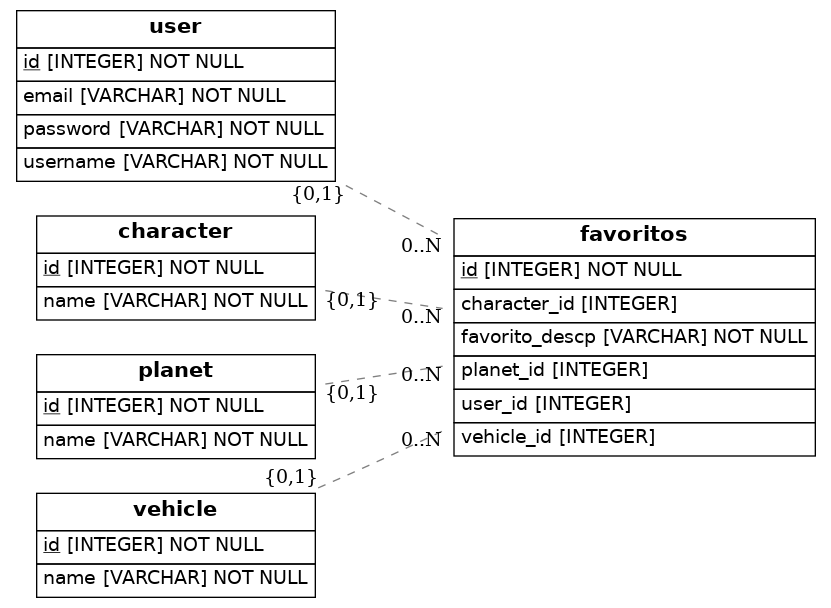 user
id [INTEGER] NOT NULL
email [VARCHAR] NOT NULL
password [VARCHAR] NOT NULL
username [VARCHAR] NOT NULL
{0,1}
0..N
character
id [INTEGER] NOT NULL
name [VARCHAR] NOT NULL
{0,1}
0..N
planet
id [INTEGER] NOT NULL
name [VARCHAR] NOT NULL
{0,1}
0..N
vehicle
id [INTEGER] NOT NULL
name [VARCHAR] NOT NULL
{0,1}
0..N
favoritos
id [INTEGER] NOT NULL
character_id [INTEGER]
favorito_descp [VARCHAR] NOT NULL
planet_id [INTEGER]
user_id [INTEGER]
vehicle_id [INTEGER]